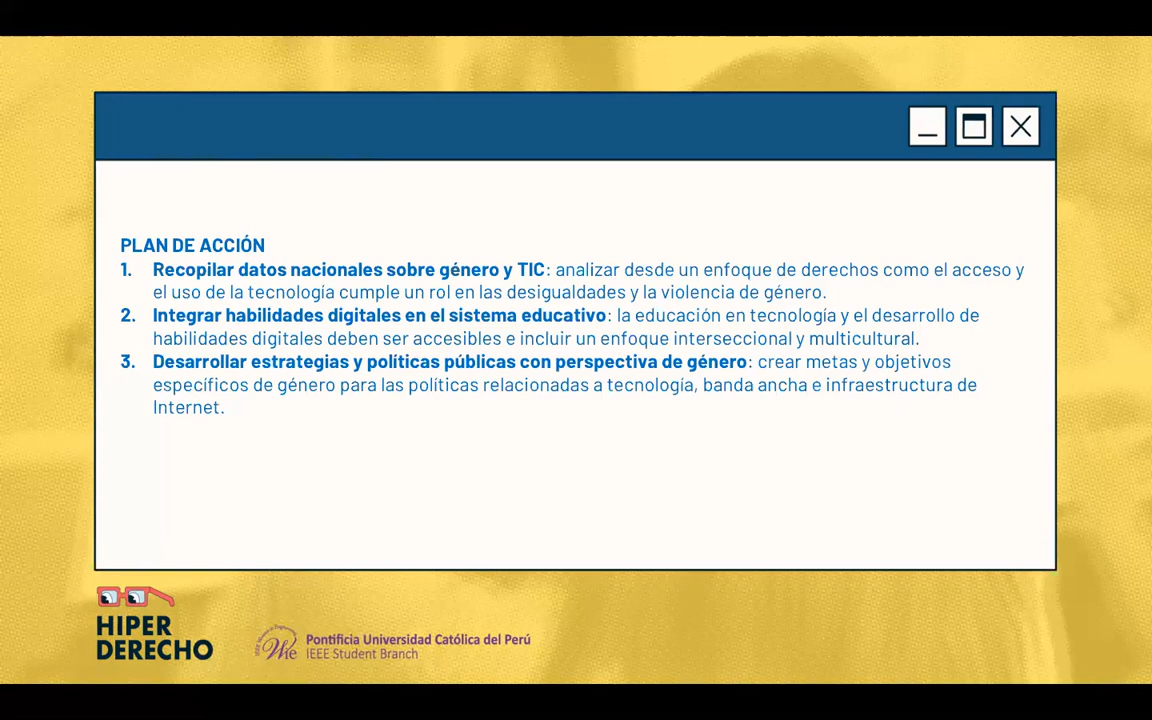 PLAN DE ACCIÓN
1. Recopilar datos nacionales sobre género y TIC: analizar desde un enfoque de derechos como el acceso y
el uso de la tecnología cumple un rol en las desigualdades y la violencia de género.
2. Integrar habilidades digitales en el sistema educativo: la educación en tecnología y el desarrollo de
habilidades digitales deben ser accesibles e incluir un enfoque interseccional y multicultural.
3. Desarrollar estrategias y políticas públicas con perspectiva de género: crear metas y objetivos
específicos de género para las políticas relacionadas a tecnología, banda ancha e infraestructura de
Internet.
HIPER
DERECHO
Pontificia Universidad Católica del Perú
IEEE Student Branch